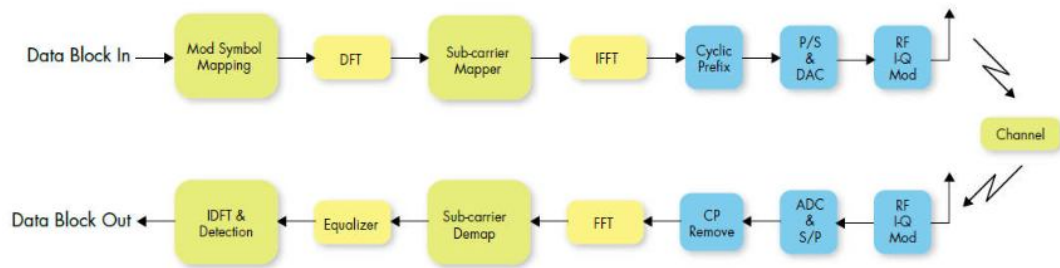 Data Block In
Mod Symbol
Mapping
DFT
Sub-carrier
Mapper
IFFT
Cyclic
Prefix
P/S
&
DAC
RF
I-Q
Mod
Channel
Data Block Out
IDFT &
Detection
Equalizer
Sub-carrier
Demap
FFT
CP
Remove
ADC
&
S/P
RF
I-Q
Mod